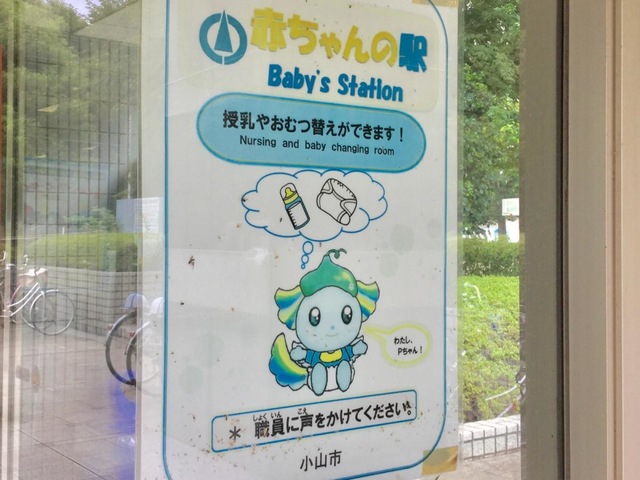 赤ちゃんの駅
Baby's Station
授乳やおむつ替えができます！
Nursing and baby changing room
わたし、
Pちゃん！
＊ 職員に声をかけてください。
しょくいん こえ
小山市